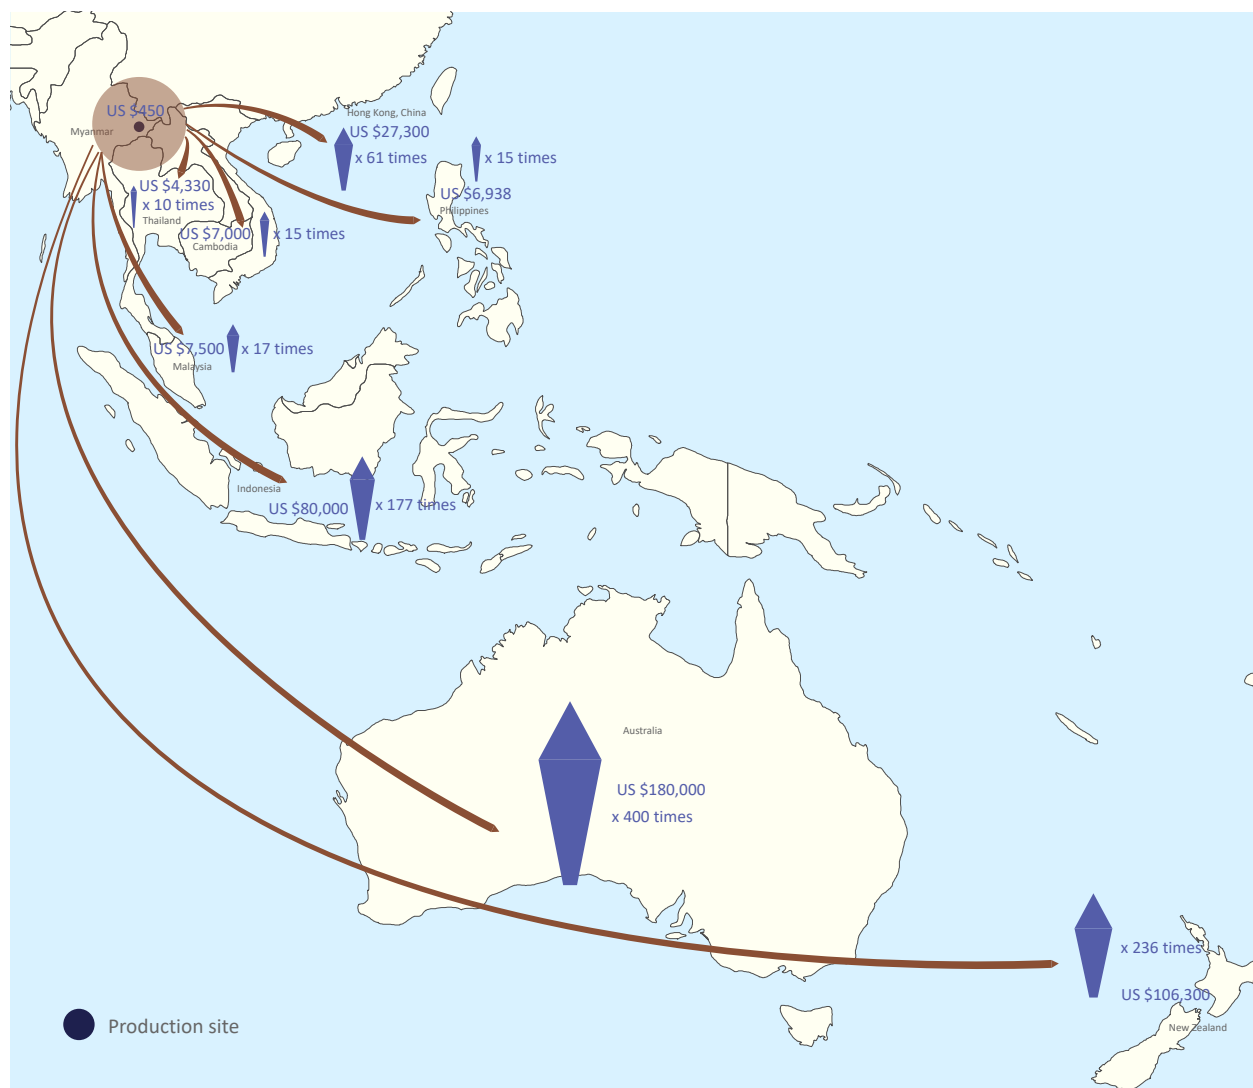 US $450
Myanmar
Hong Kong, China
US $27,300
x 61 times
x 15 times
US $6,938
Philippines
US $4,330
x 10 times
Thailand
US $7,000
x 15 times
Cambodia
US $7,500
x 17 times
Malaysia
Indonesia
US $80,000
x 177 times
Australia
US $180,000
x 400 times
x 236 times
US $106,300
New Zealand
Production site